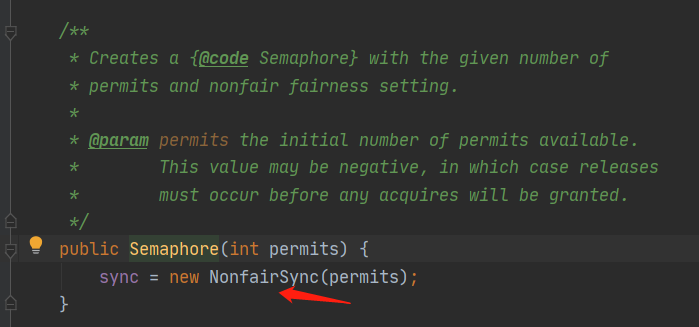 /**
 * Creates a {@code Semaphore} with the given number of
 * permits and nonfair fairness setting.
 *
 * @param permits the initial number of permits available.
 *        This value may be negative, in which case releases
 *        must occur before any acquires will be granted.
 */
public Semaphore(int permits) {
    sync = new NonfairSync(permits);
}